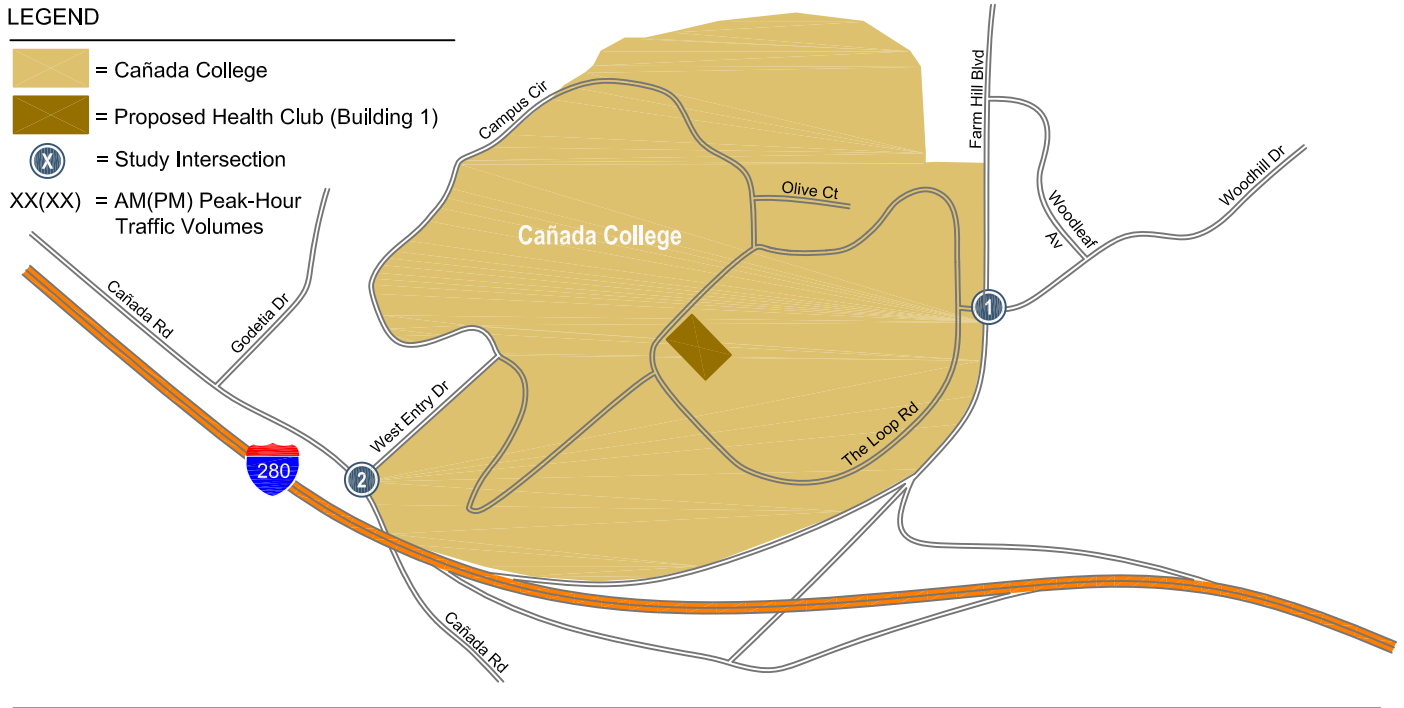 LEGEND
= Cañada College
= Proposed Health Club (Building 1)
X
= Study Intersection
XX(XX) = AM(PM) Peak-Hour
Traffic Volumes
Campus Cir
Farm Hill Blvd
Woodhill Dr
Olive Ct
Woodleaf
Av
Cañada College
Cañada Rd
Godetia Dr
1
West Entry Dr
The Loop Rd
280
2
Cañada Rd